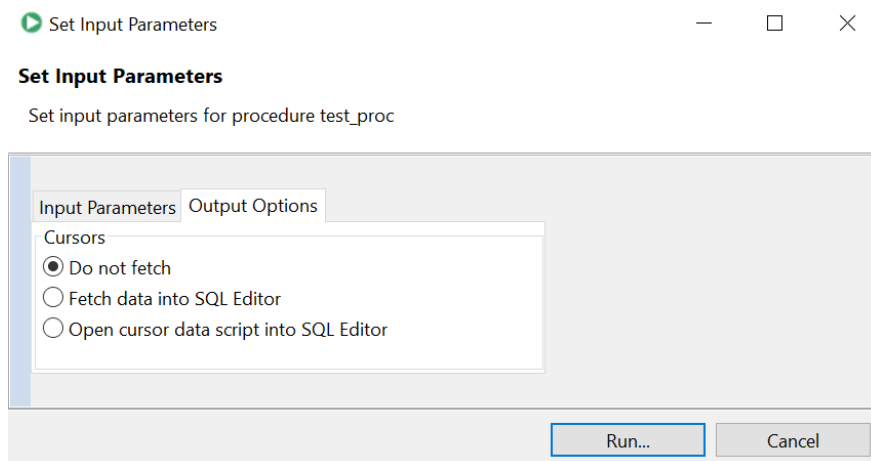 Set Input Parameters
Set Input Parameters
Set input parameters for procedure test_proc
Input Parameters Output Options
Cursors
Do not fetch
Fetch data into SQL Editor
Open cursor data script into SQL Editor
Run... Cancel